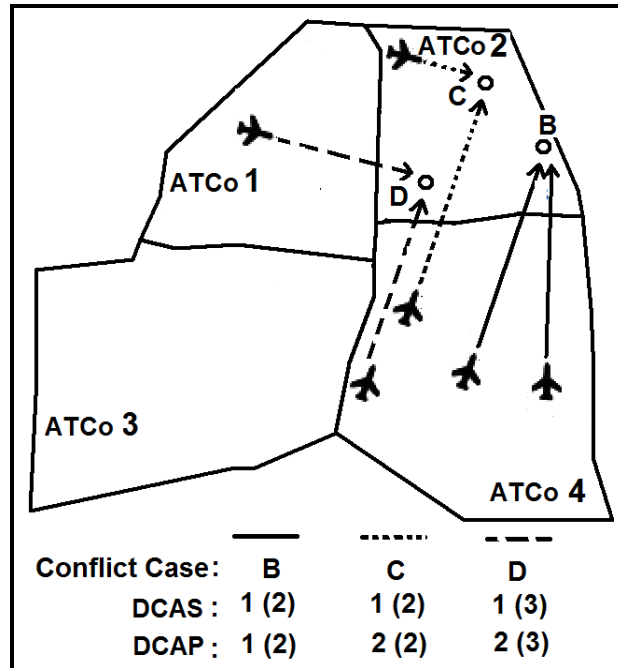 ATCo 2
C
B
ATCo 1
D
ATCo 3
ATCo 4
Conflict Case: B C D
DCAS : 1 (2) 1 (2) 1 (3)
DCAP : 1 (2) 2 (2) 2 (3)